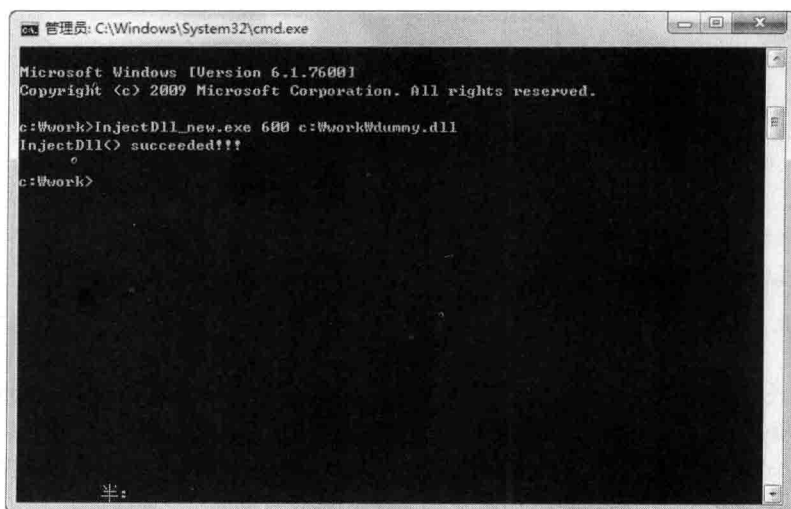 管理员: C:\Windows\System32\cmd.exe
Microsoft Windows [Version 6.1.7600]
Copyright (c) 2009 Microsoft Corporation. All rights reserved.
c:₩work>InjectDll_new.exe 600 c:₩work₩dummy.dll
InjectDll() succeeded!!!
c:₩work>
半: